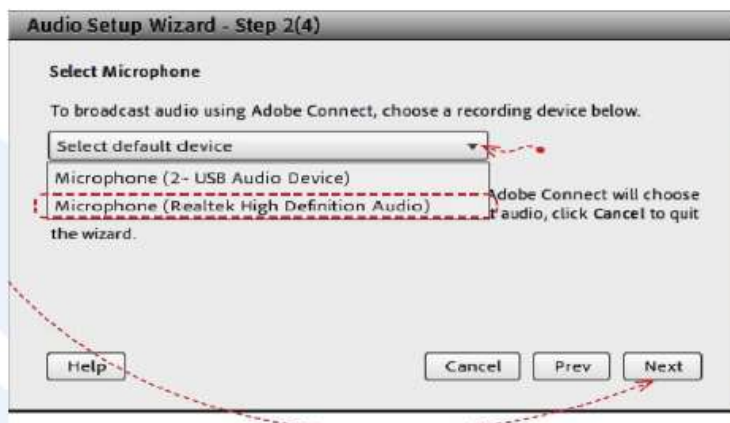 Audio Setup Wizard - Step 2(4)
Select Microphone
To broadcast audio using Adobe Connect, choose a recording device below.
Select default device
Microphone (2- USB Audio Device)
Adobe Connect will choose
Microphone (Realtek High Definition Audio)
t audio, click Cancel to quit
the wizard.
Help
Cancel
Prev
Next